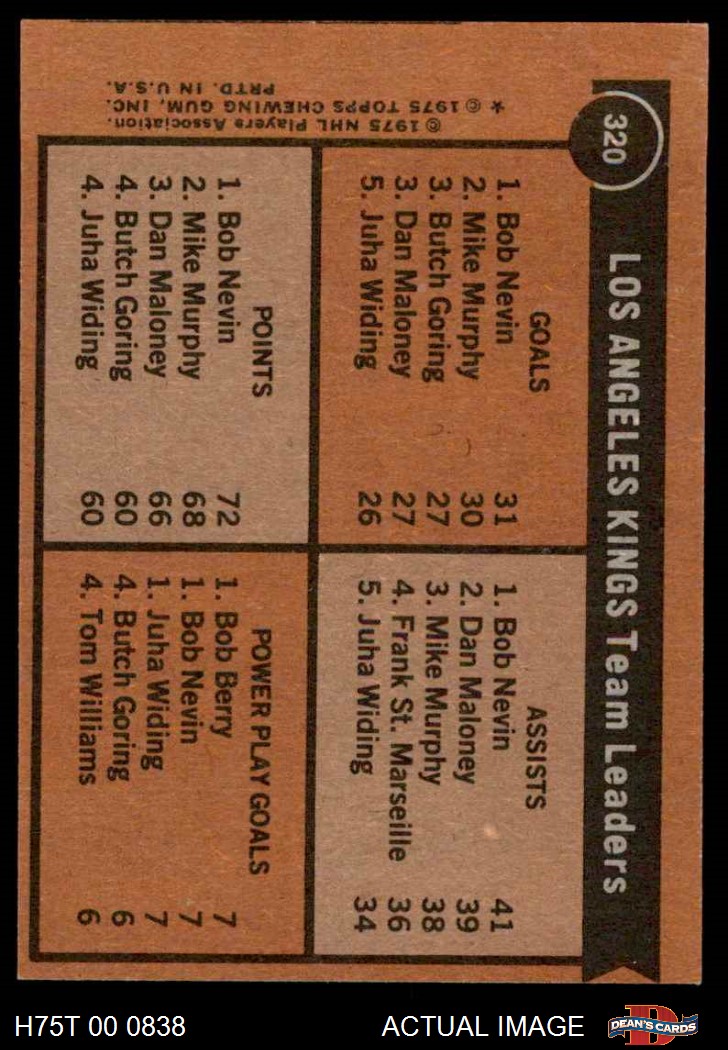 320
LOS ANGELES KINGS Team Leaders
GOALS
1. Bob Nevin 31
2. Mike Murphy 30
3. Butch Goring 27
3. Dan Maloney 27
5. Juha Widing 26
ASSISTS
1. Bob Nevin 41
2. Dan Maloney 39
3. Mike Murphy 38
4. Frank St. Marseille 36
5. Juha Widing 34
POINTS
1. Bob Nevin 72
2. Mike Murphy 68
3. Dan Maloney 66
4. Butch Goring 60
4. Juha Widing 60
POWER PLAY GOALS
1. Bob Berry 7
1. Bob Nevin 7
1. Juha Widing 7
4. Butch Goring 6
4. Tom Williams 6
© 1975 NHL Players Association.
★ © 1975 TOPPS CHEWING GUM, INC.
PRTD. IN U.S.A.
H75T 00 0838 ACTUAL IMAGE
D
DEAN'S CARDS